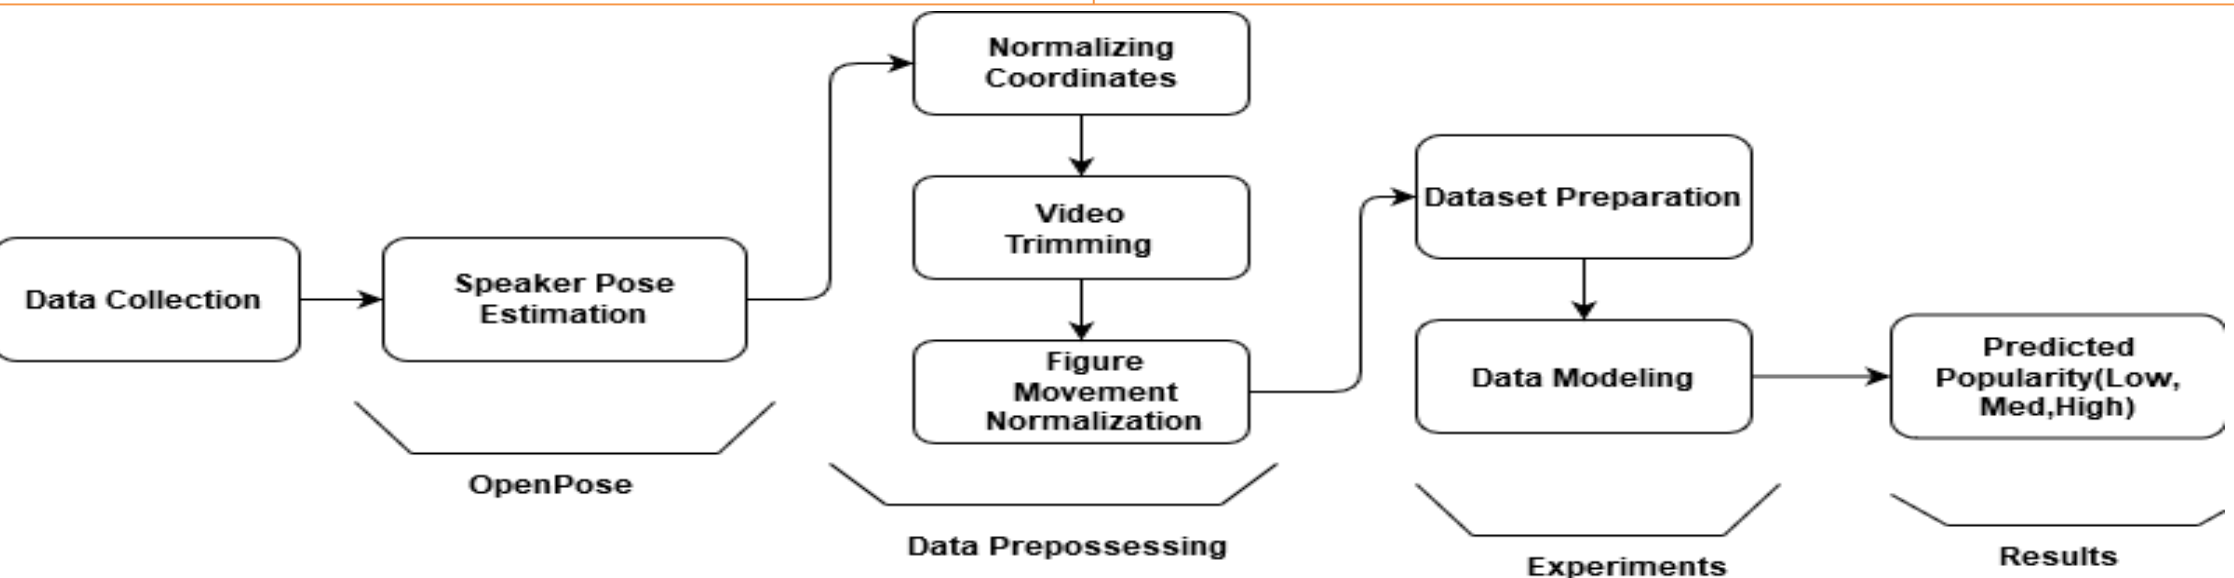 Data Collection
Speaker Pose
Estimation
OpenPose
Normalizing
Coordinates
Video
Trimming
Figure
Movement
Normalization
Data Prepossessing
Dataset Preparation
Data Modeling
Experiments
Predicted
Popularity(Low,
Med,High)
Results